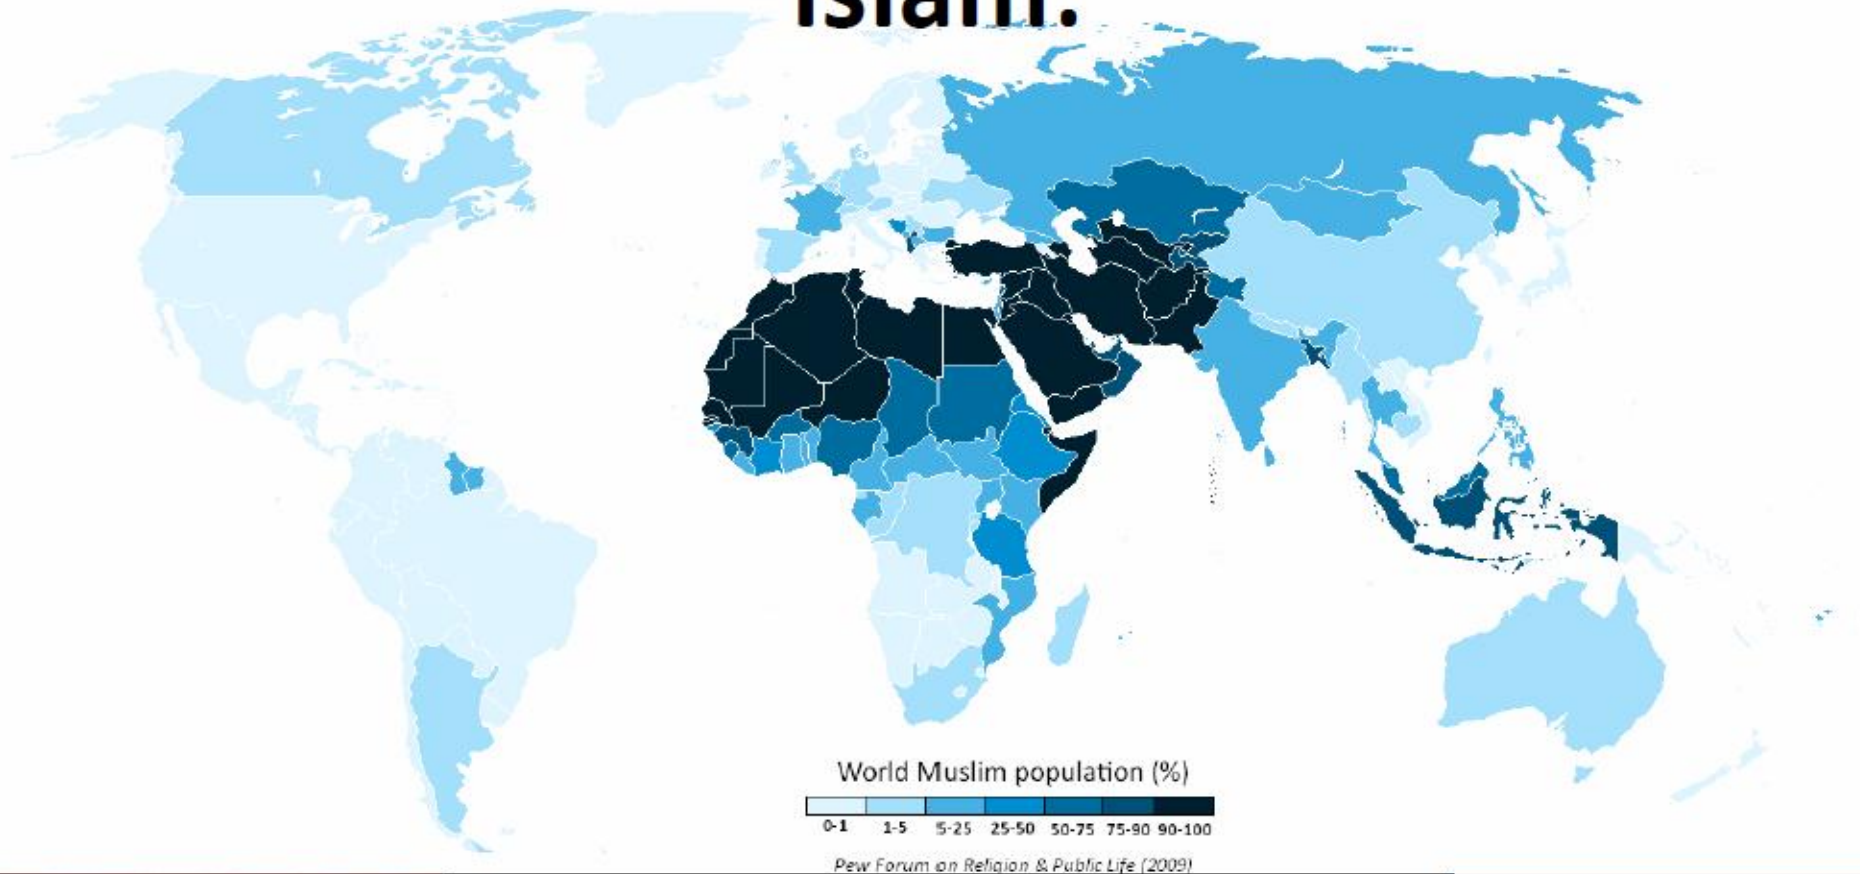 Islam:
World Muslim population (%)
0-1 1-5 5-25 25-50 50-75 75-90 90-100
Pew Forum on Religion & Public Life (2009)